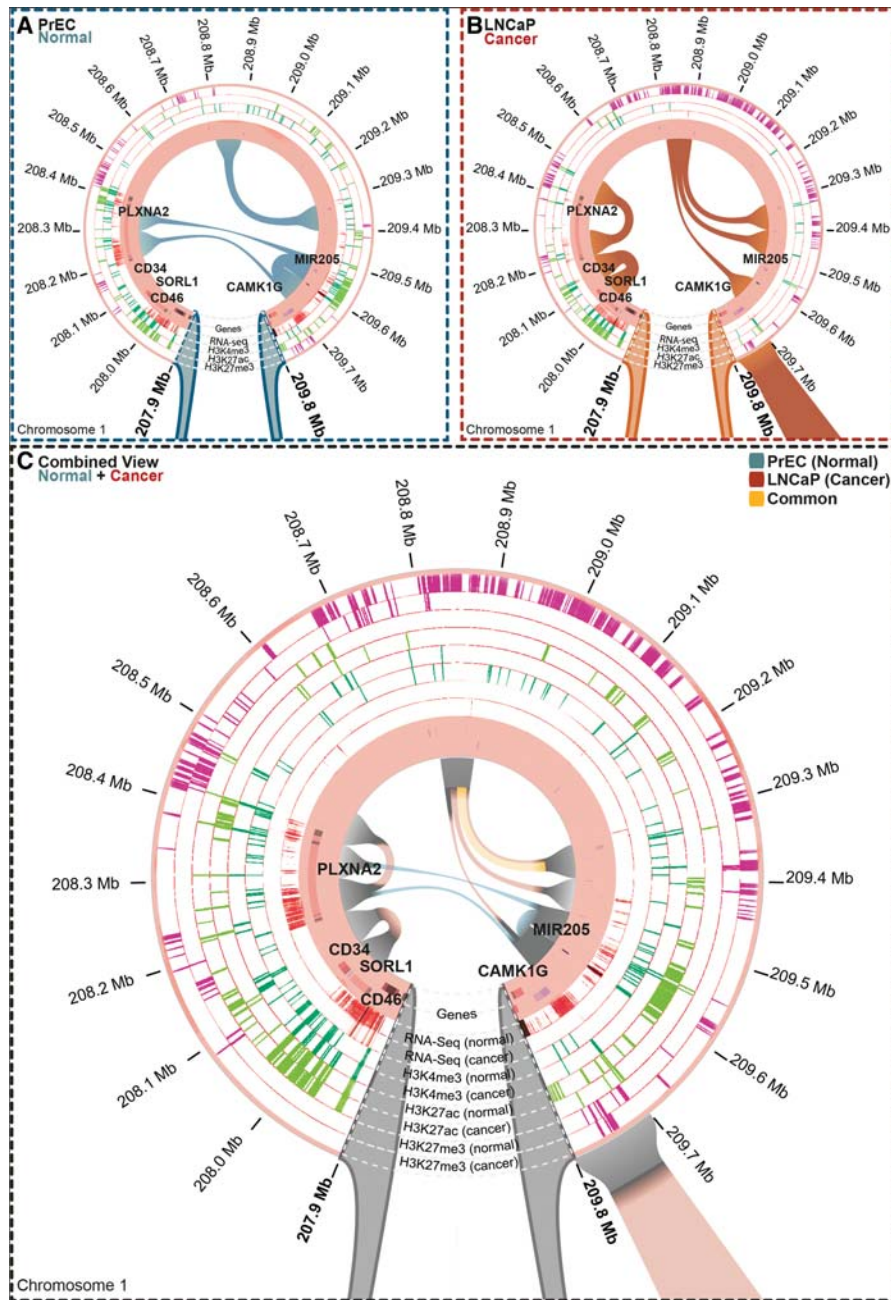 A PrEC
Normal
208.7 Mb
208.8 Mb
208.9 Mb
209.0 Mb
208.6 Mb
209.1 Mb
208.5 Mb
209.2 Mb
208.4 Mb
209.3 Mb
208.3 Mb
209.4 Mb
208.2 Mb
209.5 Mb
208.1 Mb
209.6 Mb
208.0 Mb
209.7 Mb
207.9 Mb
209.8 Mb
PLXNA2
CD34
SORL1
CD46
MIR205
CAMK1G
Genes
RNA-seq
H3K4me3
H3K27ac
H3K27me3
Chromosome 1
B LNCaP
Cancer
208.7 Mb
208.8 Mb
208.9 Mb
209.0 Mb
208.6 Mb
209.1 Mb
208.5 Mb
209.2 Mb
208.4 Mb
209.3 Mb
208.3 Mb
209.4 Mb
208.2 Mb
209.5 Mb
208.1 Mb
209.6 Mb
208.0 Mb
209.7 Mb
207.9 Mb
209.8 Mb
PLXNA2
CD34
SORL1
CD46
MIR205
CAMK1G
Genes
RNA-seq
H3K4me3
H3K27ac
H3K27me3
Chromosome 1
C Combined View
Normal + Cancer
PrEC (Normal)
LNCaP (Cancer)
Common
208.7 Mb
208.8 Mb
208.9 Mb
209.0 Mb
208.6 Mb
209.1 Mb
208.5 Mb
209.2 Mb
208.4 Mb
209.3 Mb
208.3 Mb
209.4 Mb
208.2 Mb
209.5 Mb
208.1 Mb
209.6 Mb
208.0 Mb
209.7 Mb
207.9 Mb
209.8 Mb
PLXNA2
CD34
SORL1
CD46
MIR205
CAMK1G
Genes
RNA-Seq (normal)
RNA-Seq (cancer)
H3K4me3 (normal)
H3K4me3 (cancer)
H3K27ac (normal)
H3K27ac (cancer)
H3K27me3 (normal)
H3K27me3 (cancer)
Chromosome 1